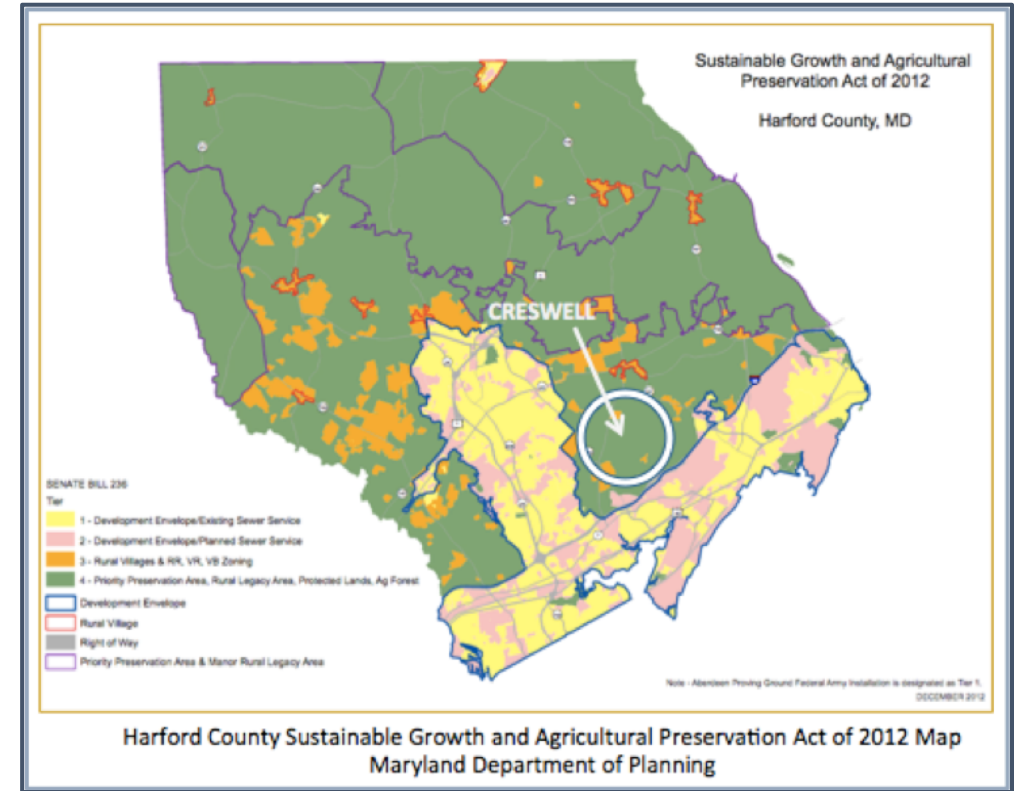 Sustainable Growth and Agricultural
Preservation Act of 2012
Harford County, MD
CRESWELL
SENATE BILL 236
Tier
1 - Development Envelope/Existing Sewer Service
2 - Development Envelope/Planned Sewer Service
3 - Rural Villages & RR, VR, VB Zoning
4 - Priority Preservation Area, Rural Legacy Area, Protected Lands, Ag Forest
Development Envelope
Rural Village
Right of Way
Priority Preservation Area & Manor Rural Legacy Area
Note - Aberdeen Proving Ground Federal Army Installation is designated as Tier 1.
DECEMBER 2012
Harford County Sustainable Growth and Agricultural Preservation Act of 2012 Map
Maryland Department of Planning